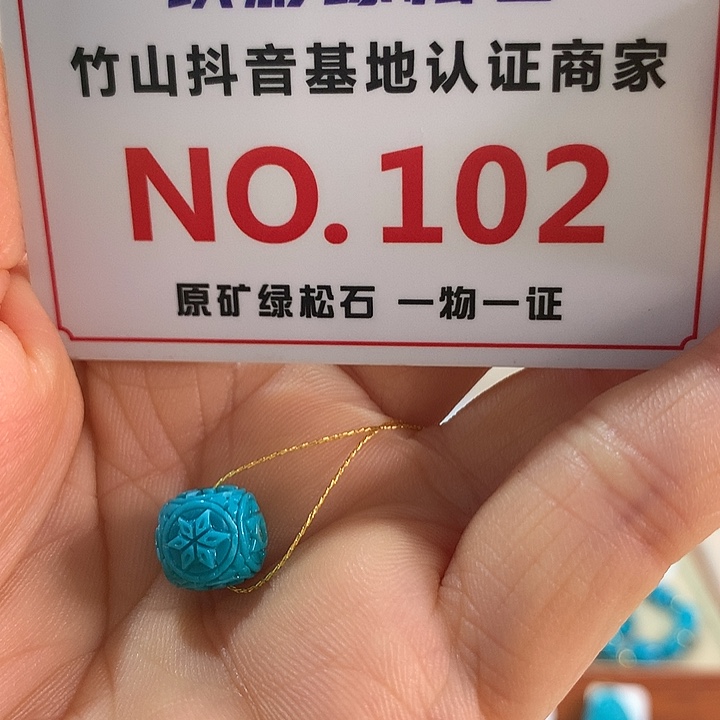 竹山抖音基地认证商家
NO.102
原矿绿松石 一物一证